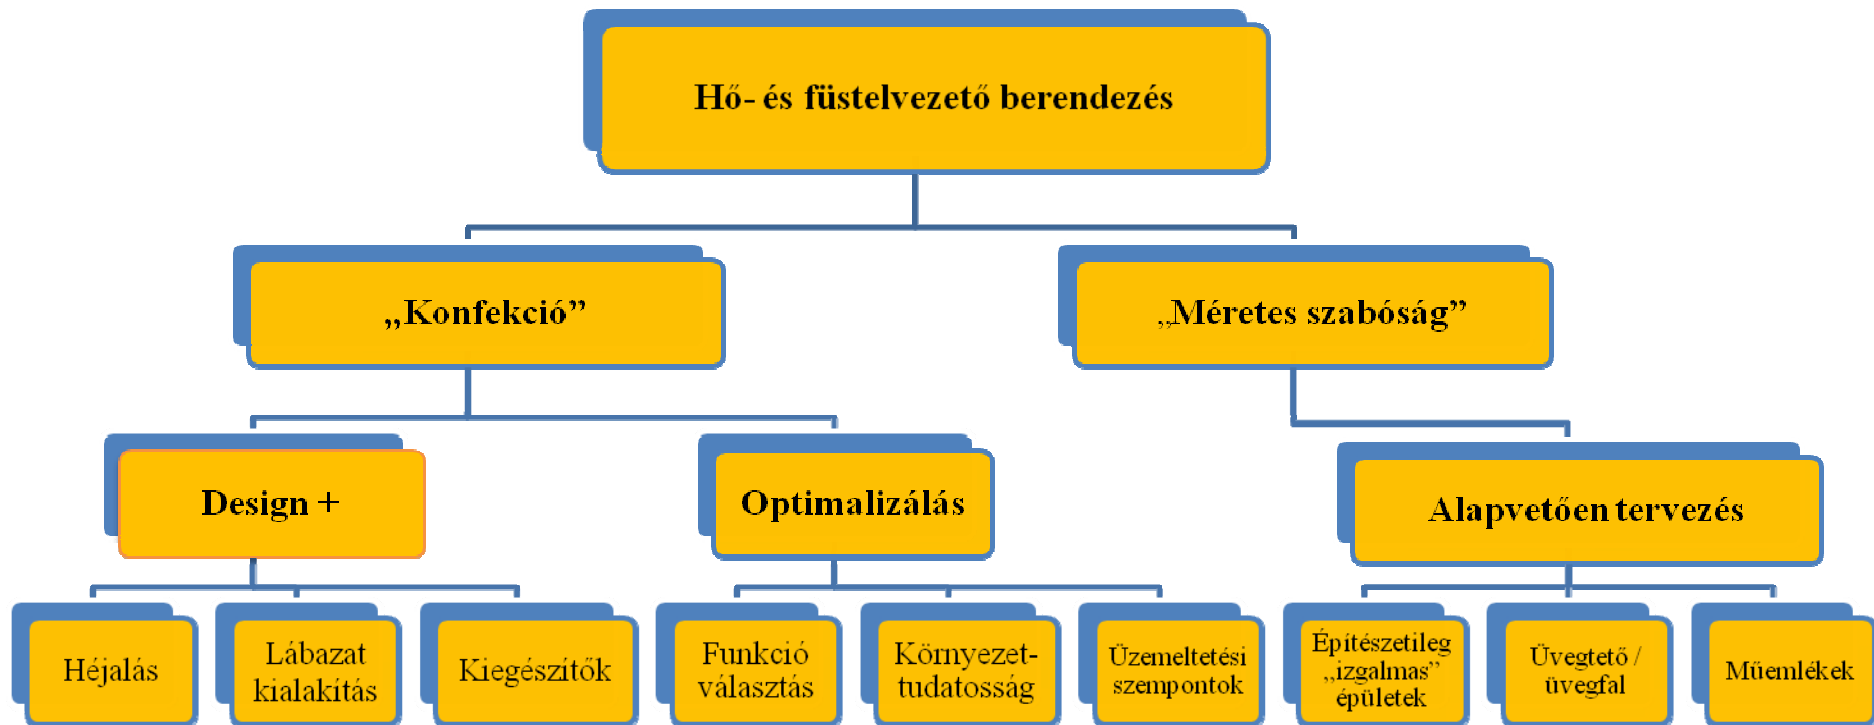 Hő- és füstelvezető berendezés
„Konfekció”
„Méretes szabóság”
Design +
Optimalizálás
Alapvetően tervezés
Héjalás
Lábazat
kialakítás
Kiegészítők
Funkció
választás
Környezet-
tudatosság
Üzemeltetési
szempontok
Építészetileg
„izgalmas”
épületek
Üvegtető /
üvegfal
Műemlékek